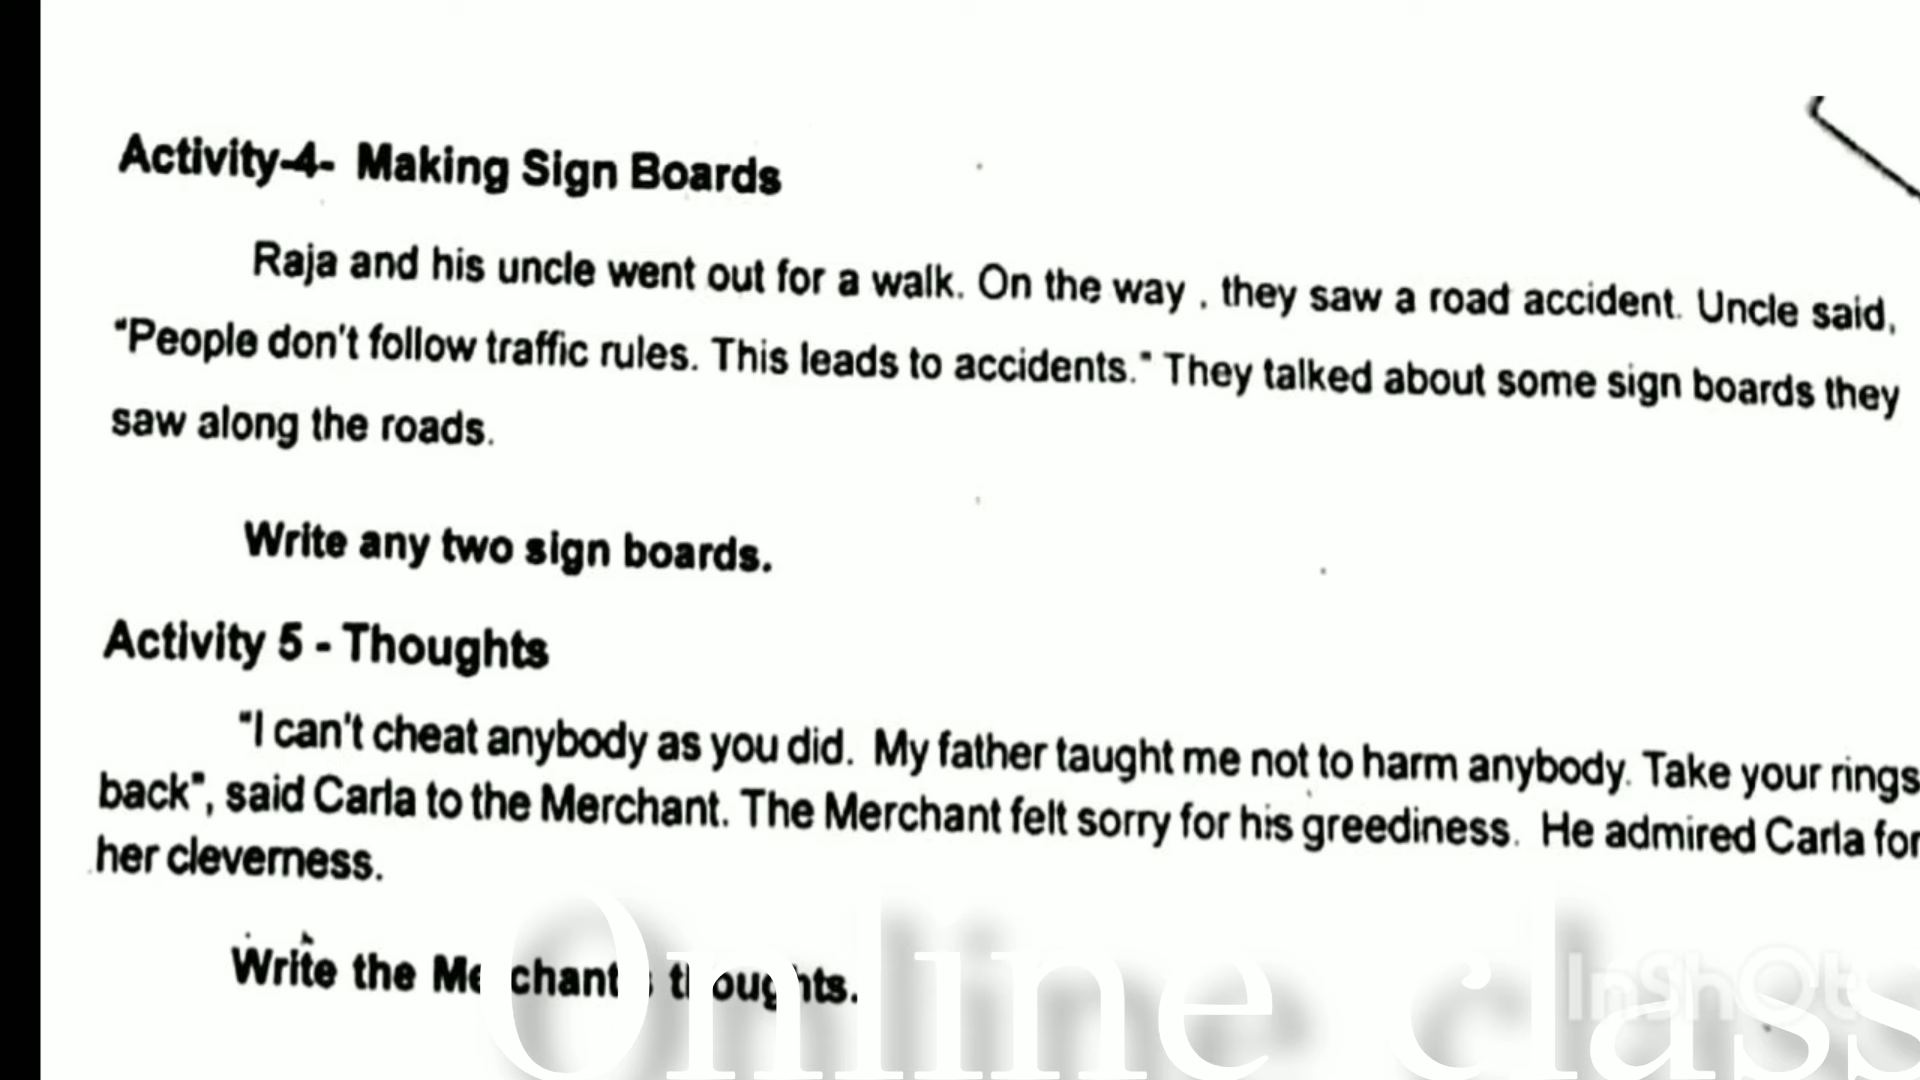 Activity-4- Making Sign Boards
Raja and his uncle went out for a walk. On the way , they saw a road accident. Uncle said,
"People don't follow traffic rules. This leads to accidents." They talked about some sign boards they
saw along the roads.
Write any two sign boards.
Activity 5 - Thoughts
"I can't cheat anybody as you did. My father taught me not to harm anybody. Take your rings
back", said Carla to the Merchant. The Merchant felt sorry for his greediness. He admired Carla for
her cleverness.
Write the Merchant's thoughts.
Online class
InShOt